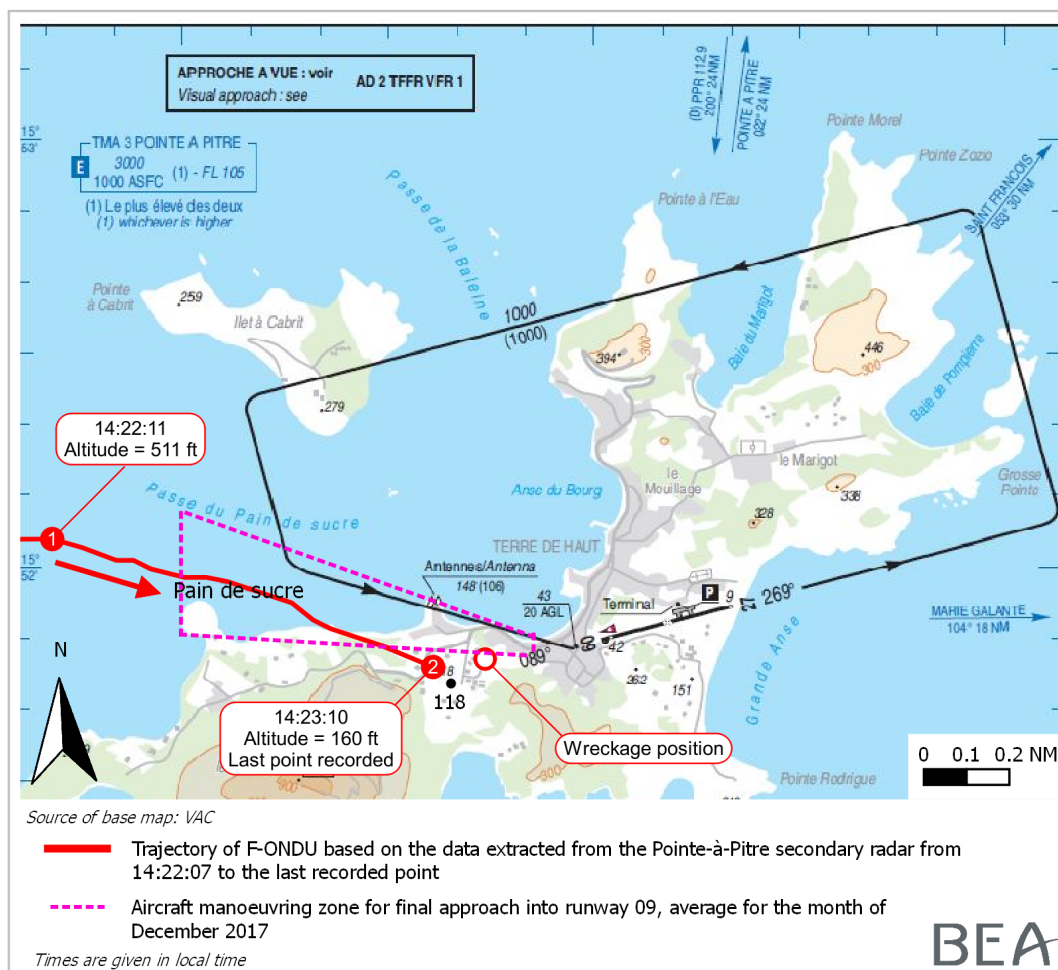 APPROCHE A VUE : voir
Visual approach : see
AD 2 TFFR VFR 1
(D) PPR 112,9
200° 24 NM
POINTE A PITRE
022° 24 NM
Pointe Morel
Pointe Zozio
15°
53'
TMA 3 POINTE A PITRE
E
3000
1000 ASFC
(1) - FL 105
(1) Le plus élevé des deux
(1) whichever is higher
Passe de la Baleine
Pointe à l'Eau
SAINT FRANÇOIS
053° 30 NM
Pointe
à Cabrit
259
Ilet à Cabrit
1000
(1000)
394
300
Baie du Marigot
446
300
Baie de Pompierre
279
14:22:11
Altitude = 511 ft
Passe du Pain de sucre
Anse du Bourg
le
Mouillage
le Marigot
338
Grosse
Pointe
328
1
15°
52'
TERRE DE HAUT
Antennes/Antenna
148 (106)
43
20 AGL
Terminal
P
9
27
269°
Pain de sucre
MARIE GALANTE
104° 18 NM
N
09
089°
42
262
151
Grande Anse
2
8
118
14:23:10
Altitude = 160 ft
Last point recorded
Wreckage position
300
900
0 0.1 0.2 NM
Pointe Rodrigue
Source of base map: VAC
Trajectory of F-ONDU based on the data extracted from the Pointe-à-Pitre secondary radar from
14:22:07 to the last recorded point
Aircraft manoeuvring zone for final approach into runway 09, average for the month of
December 2017
Times are given in local time
BEA